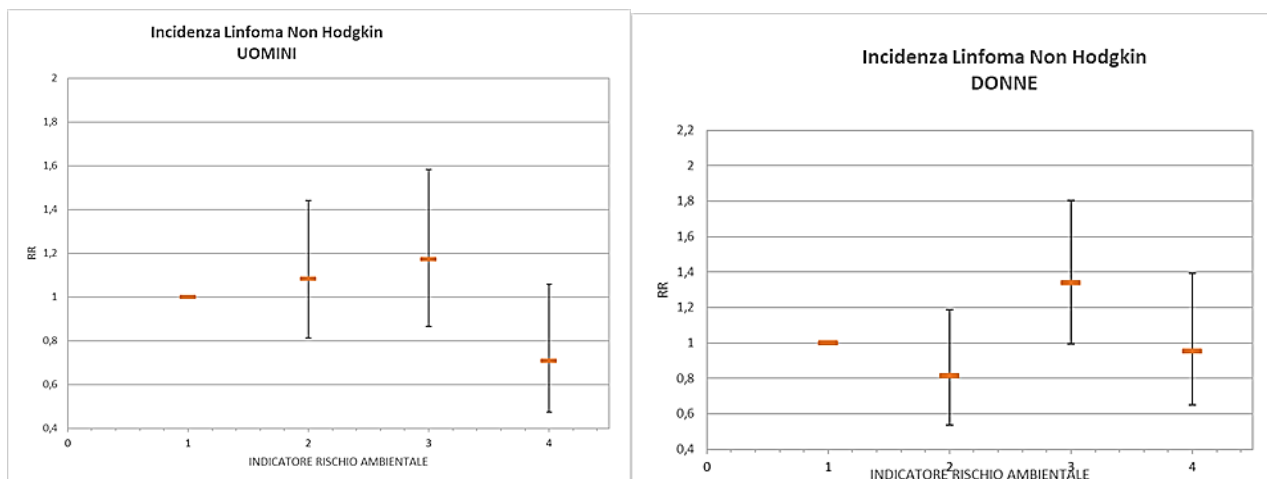 Incidenza Linfoma Non Hodgkin
UOMINI
2
1,8
1,6
1,4
1,2
1
0,8
0,6
0,4
RR
0 1 2 3 4
INDICATORE RISCHIO AMBIENTALE
Incidenza Linfoma Non Hodgkin
DONNE
2,2
2
1,8
1,6
1,4
1,2
1
0,8
0,6
0,4
RR
0 1 2 3 4
INDICATORE RISCHIO AMBIENTALE